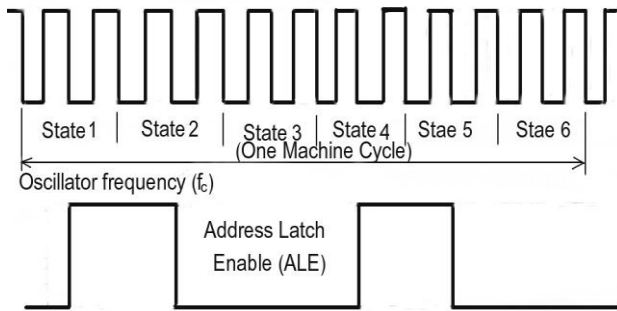 State 1 State 2 State 3 State 4 Stae 5 Stae 6
(One Machine Cycle)
Oscillator frequency (fc)
Address Latch
Enable (ALE)